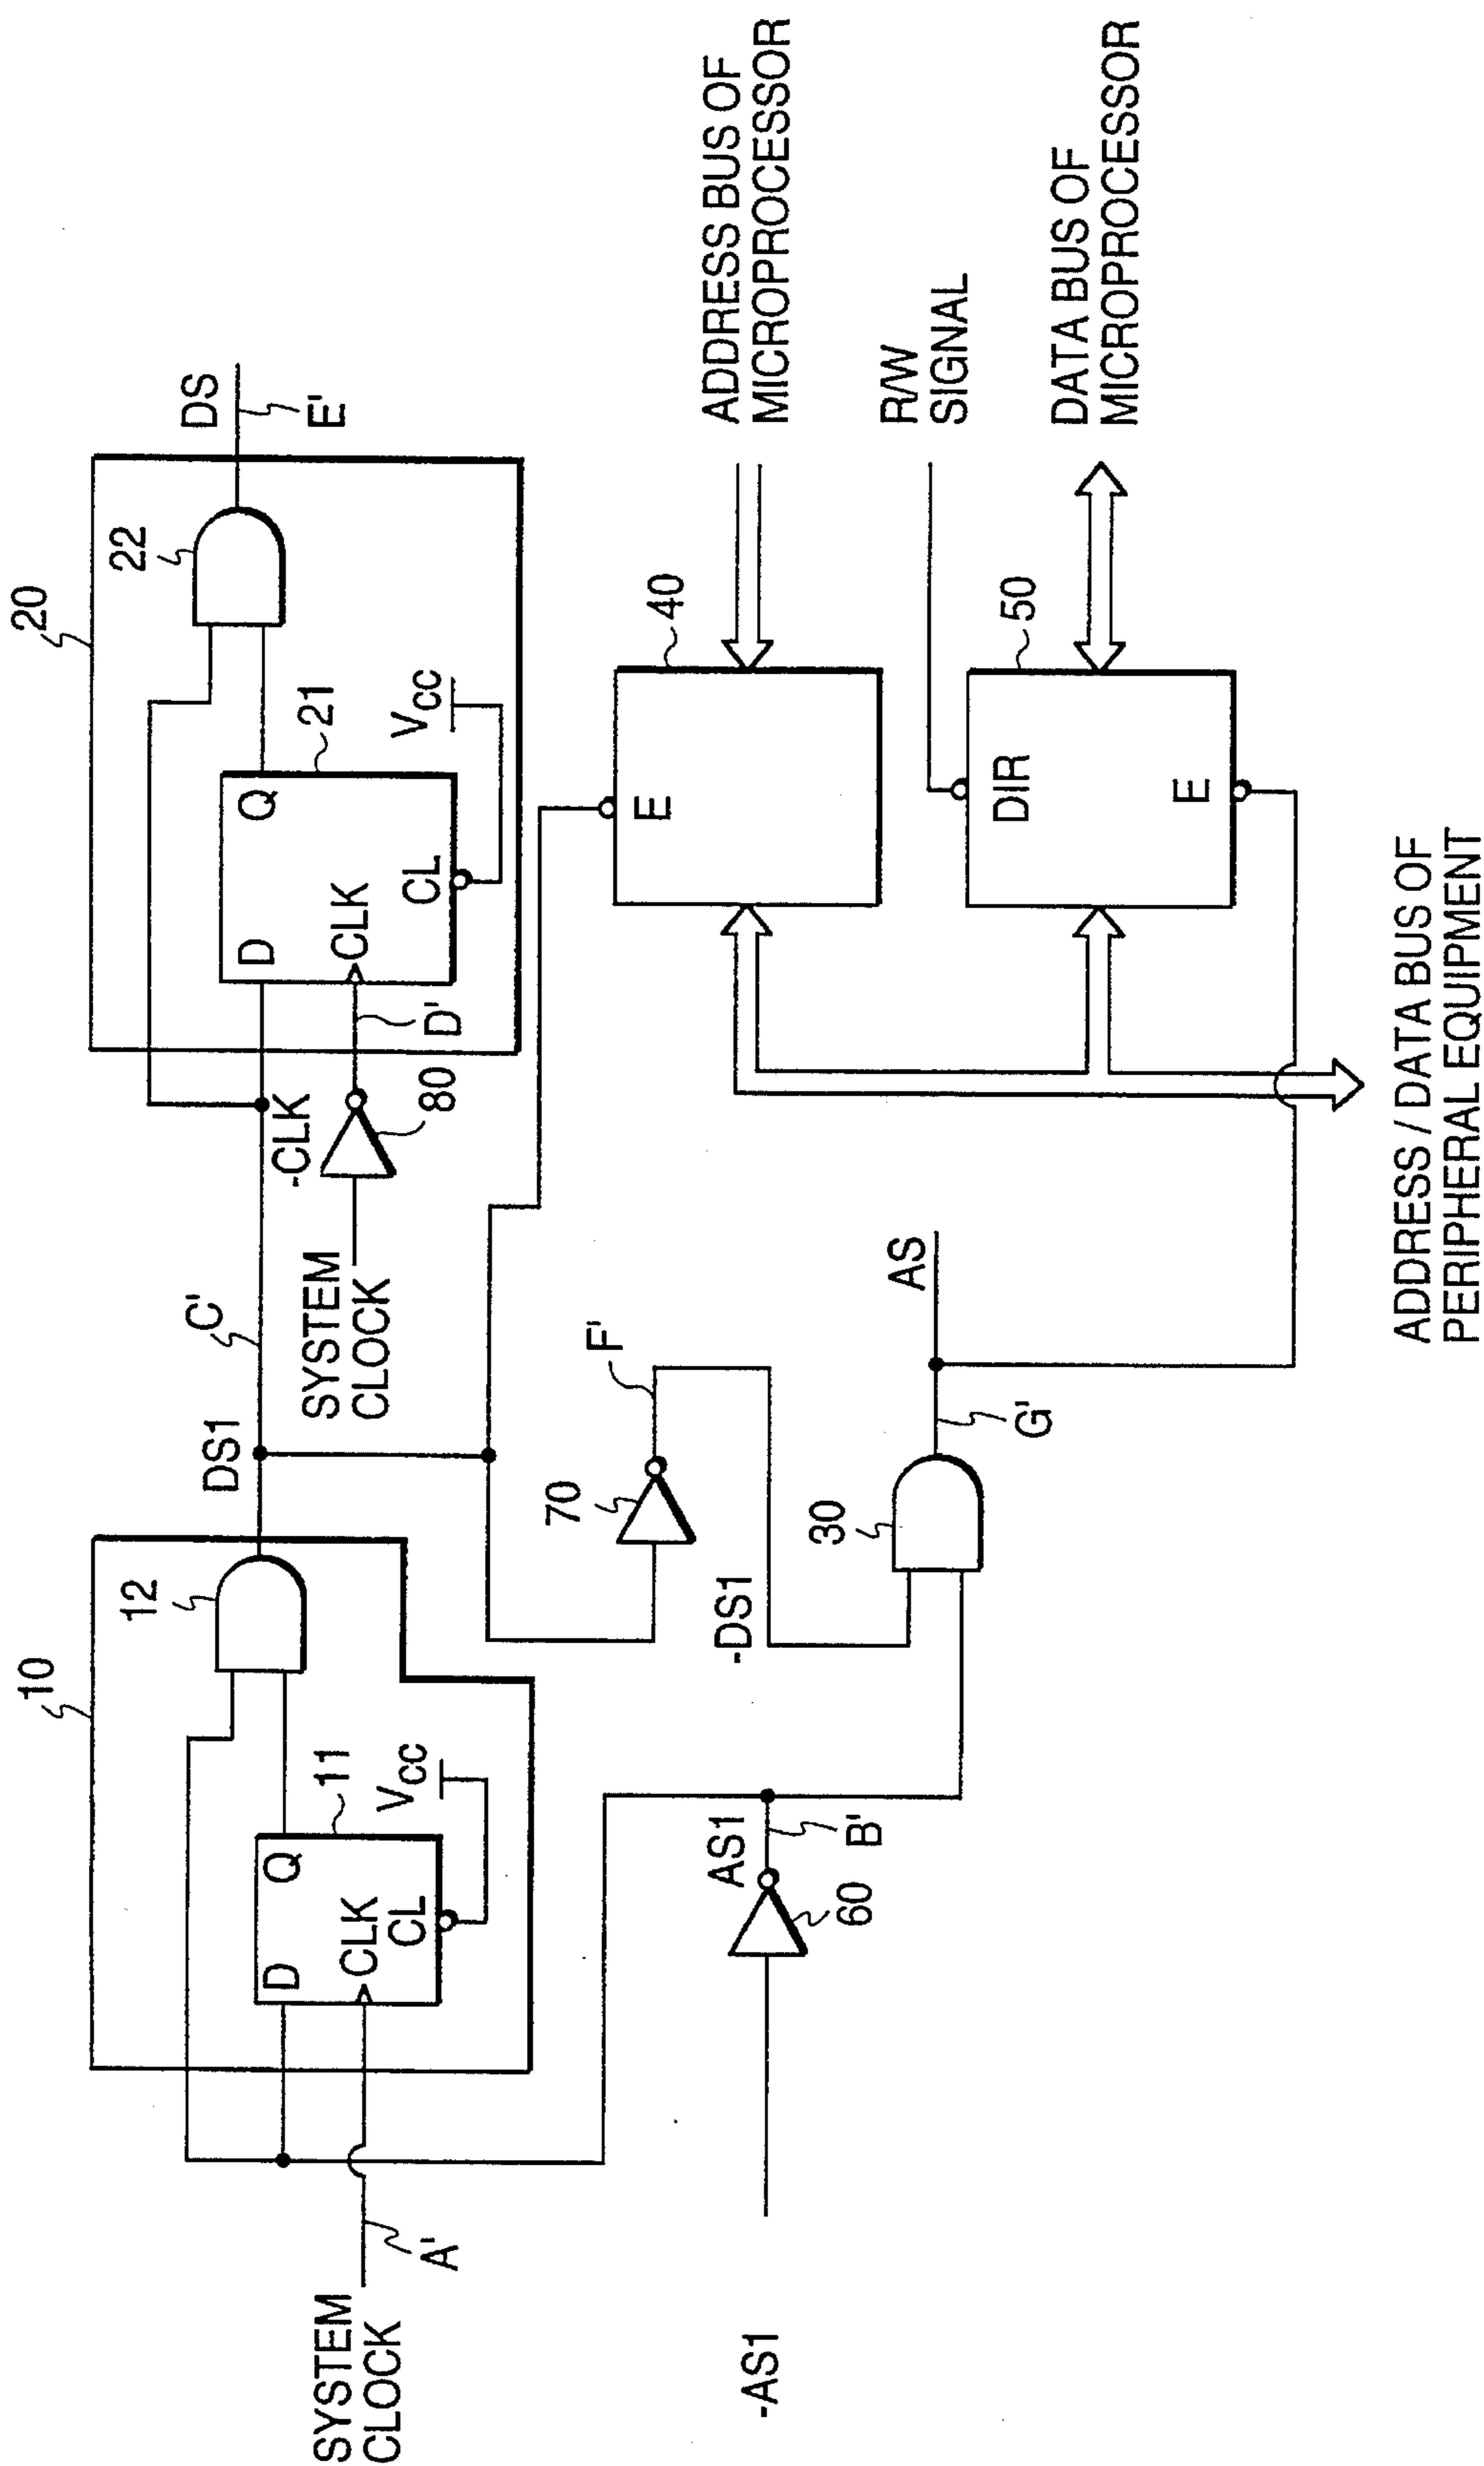 10
SYSTEM
CLOCK
A'
D
Q
CLK
CL
11
Vcc
12
DS1
C'
-AS1
AS1
60
B'
70
F'
-DS1
30
G'
AS
20
SYSTEM
CLOCK
-CLK
80
D'
D
Q
CLK
CL
21
Vcc
22
DS
E'
E
40
ADDRESS BUS OF
MICROPROCESSOR
R/W
SIGNAL
DIR
E
50
DATA BUS OF
MICROPROCESSOR
ADDRESS / DATA BUS OF
PERIPHERAL EQUIPMENT